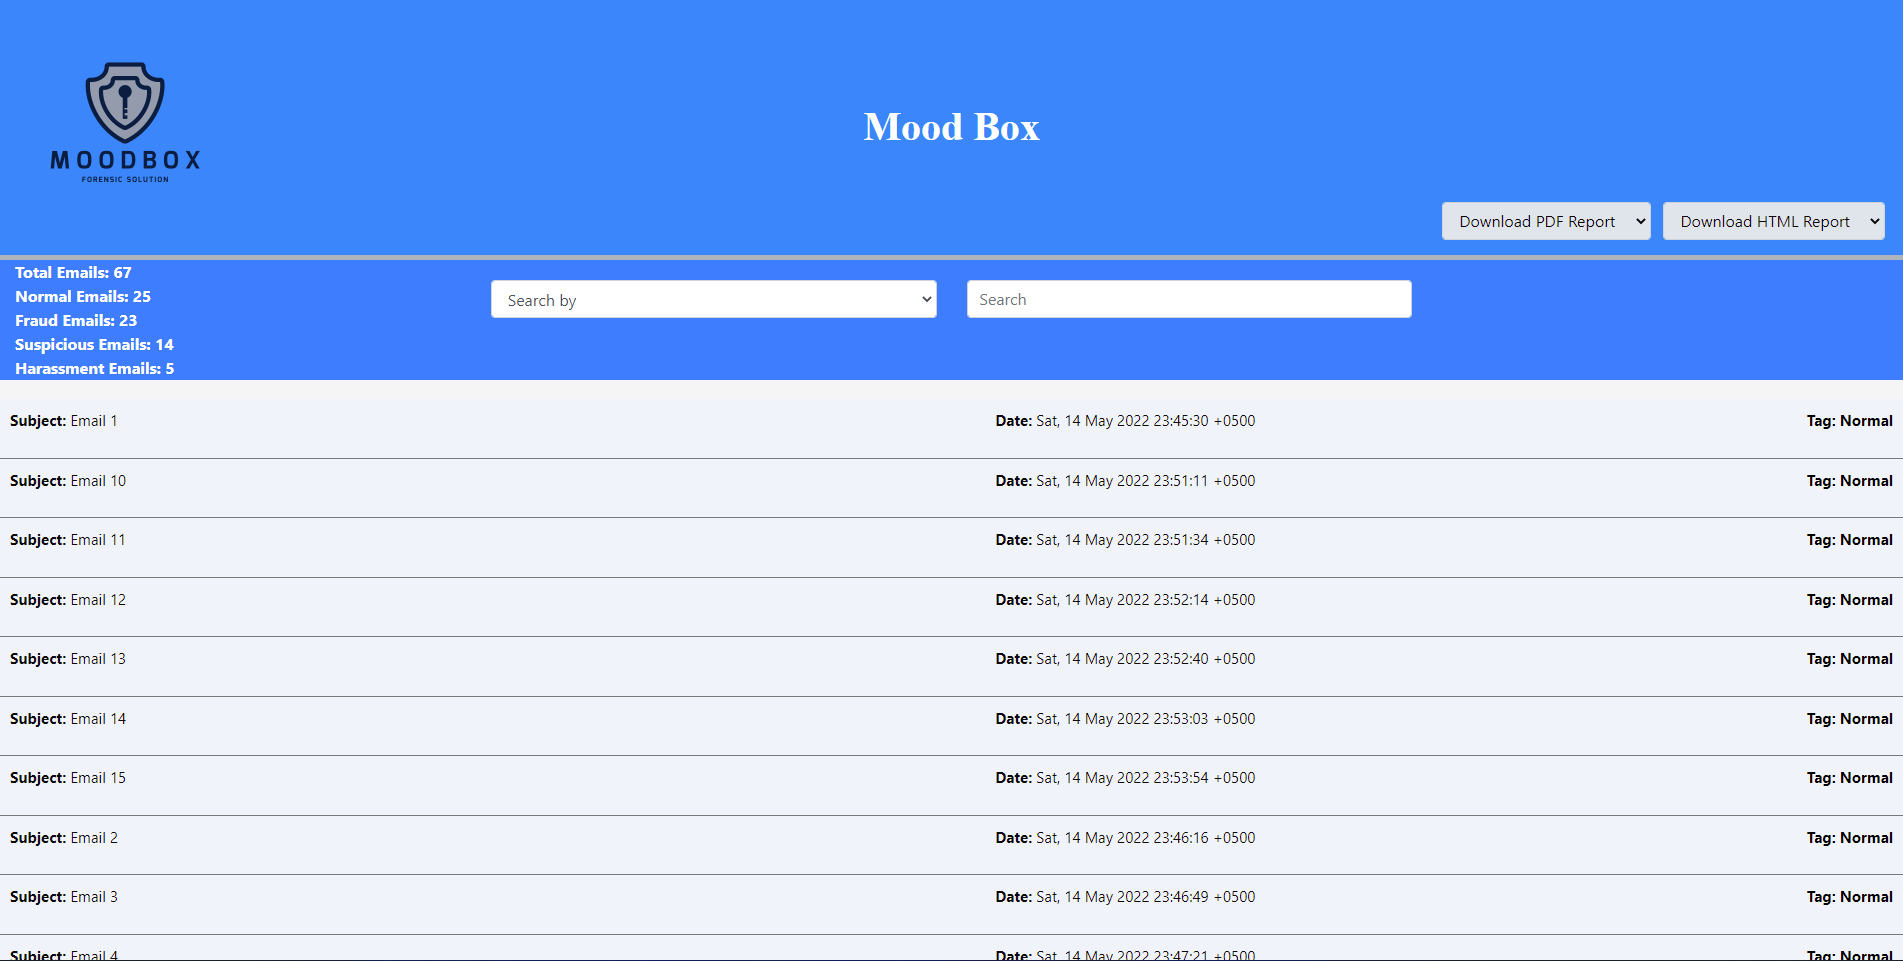 MOODBOX
FORENSIC SOLUTION
Mood Box
Download PDF Report Download HTML Report
Total Emails: 67
Normal Emails: 25
Fraud Emails: 23
Suspicious Emails: 14
Harassment Emails: 5
Search by Search
Subject: Email 1 Date: Sat, 14 May 2022 23:45:30 +0500 Tag: Normal
Subject: Email 10 Date: Sat, 14 May 2022 23:51:11 +0500 Tag: Normal
Subject: Email 11 Date: Sat, 14 May 2022 23:51:34 +0500 Tag: Normal
Subject: Email 12 Date: Sat, 14 May 2022 23:52:14 +0500 Tag: Normal
Subject: Email 13 Date: Sat, 14 May 2022 23:52:40 +0500 Tag: Normal
Subject: Email 14 Date: Sat, 14 May 2022 23:53:03 +0500 Tag: Normal
Subject: Email 15 Date: Sat, 14 May 2022 23:53:54 +0500 Tag: Normal
Subject: Email 2 Date: Sat, 14 May 2022 23:46:16 +0500 Tag: Normal
Subject: Email 3 Date: Sat, 14 May 2022 23:46:49 +0500 Tag: Normal
Subject: Email 4 Date: Sat, 14 May 2022 23:47:21 +0500 Tag: Normal